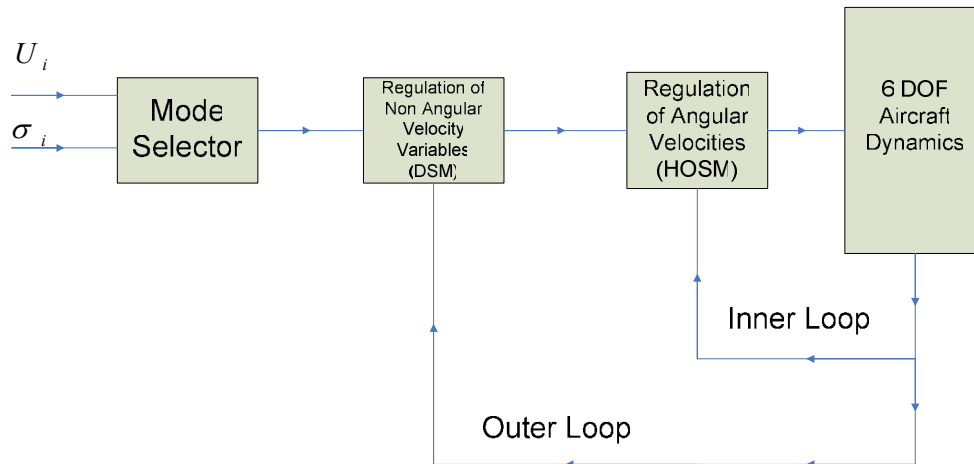 U i
σ i
Mode
Selector
Regulation of
Non Angular
Velocity
Variables
(DSM)
Regulation
of Angular
Velocities
(HOSM)
6 DOF
Aircraft
Dynamics
Inner Loop
Outer Loop